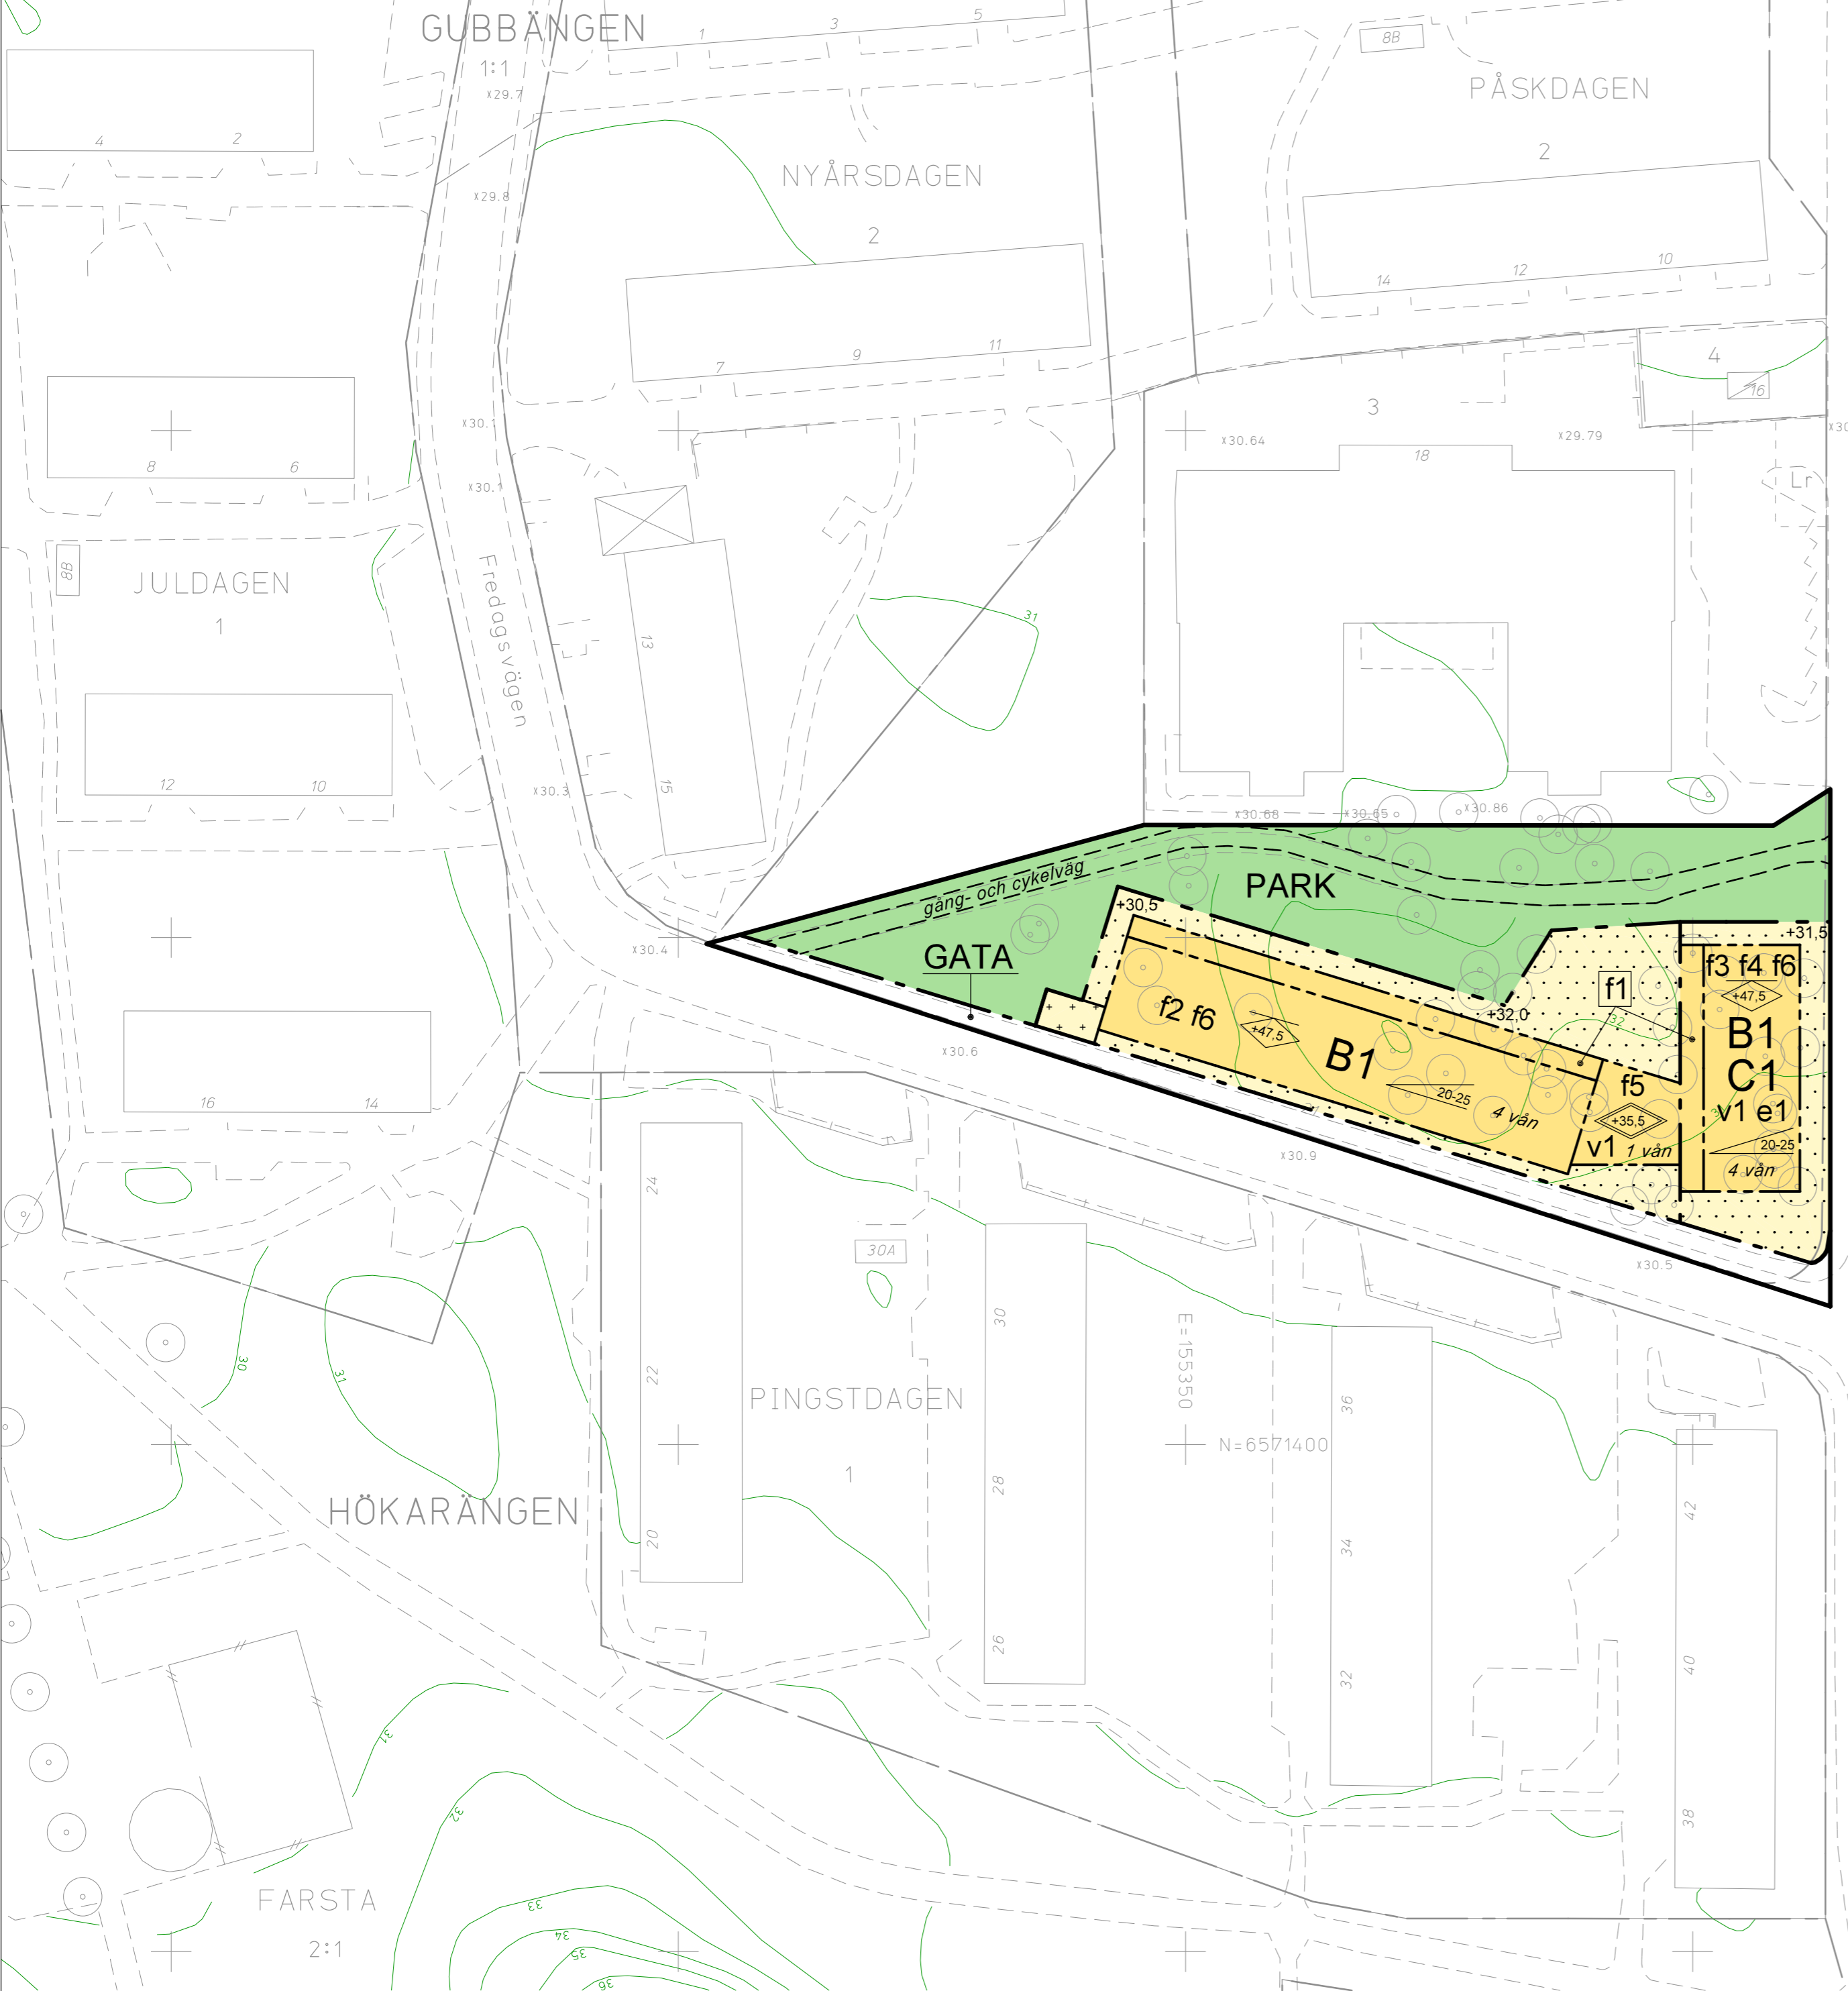 GUBBÄNGEN
1:1
x29.7
1
3
5
8B
PÅSKDAGEN
2
4
2
NYÅRSDAGEN
2
x29.8
14
12
10
7
9
11
4
16
3
x30.1
x30.64
x29.79
x30
18
8
6
x30.1
Lr
8B
JULDAGEN
1
Fredagsvägen
13
15
31
12
10
x30.3
x30.68
x30.65
x30.86
gång- och cykelväg
PARK
+30,5
+31,5
x30.4
GATA
f3 f4 f6
+47,5
f1
f2 f6
+47,5
+32,0
32
B1
B1
C1
v1 e1
x30.6
20-25
4 vån
f5
+35,5
v1 1 vån
20-25
4 vån
16
14
x30.9
24
30A
x30.5
30
E=155350
22
36
30
31
PINGSTDAGEN
1
N=6571400
28
42
HÖKARÄNGEN
20
34
26
32
40
31
32
38
FARSTA
2:1
33
34
35
36